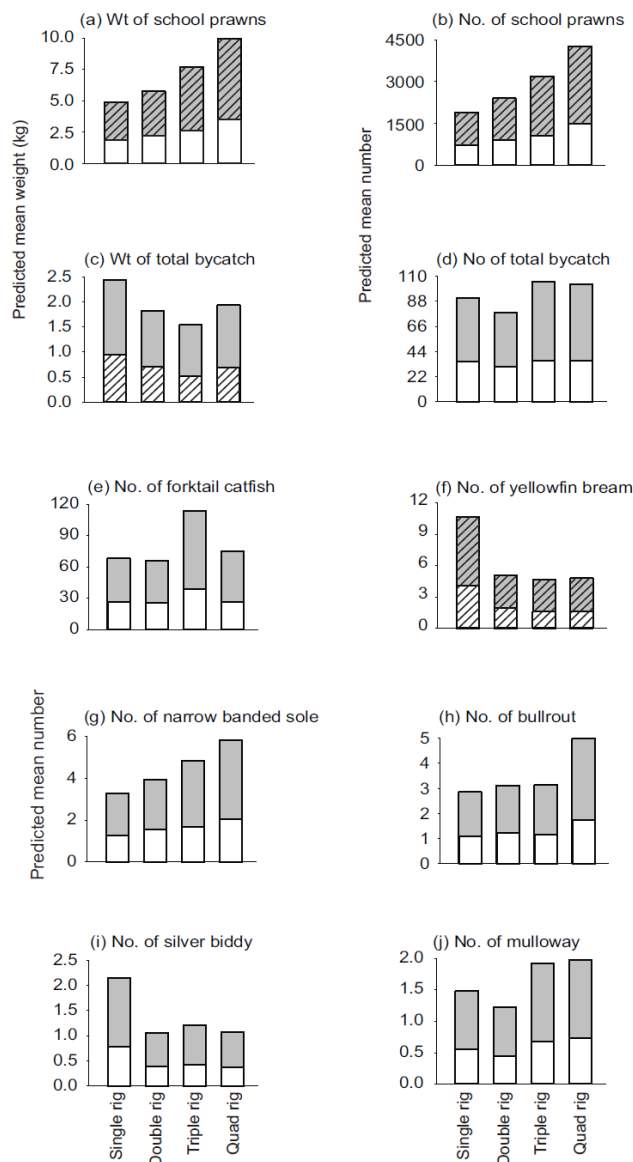 (a) Wt of school prawns
10.0
7.5
5.0
2.5
0.0
Predicted mean weight (kg)
(b) No. of school prawns
4500
3000
1500
0
Predicted mean number
(c) Wt of total bycatch
2.5
2.0
1.5
1.0
0.5
0.0
(d) No of total bycatch
110
88
66
44
22
0
(e) No. of forktail catfish
120
90
60
30
0
(f) No. of yellowfin bream
12
9
6
3
0
Predicted mean number
(g) No. of narrow banded sole
6
4
2
0
(h) No. of bullrout
5
4
3
2
1
0
(i) No. of silver biddy
2.5
2.0
1.5
1.0
0.5
0.0
Single rig
Double rig
Triple rig
Quad rig
(j) No. of mulloway
2.0
1.5
1.0
0.5
0.0
Single rig
Double rig
Triple rig
Quad rig